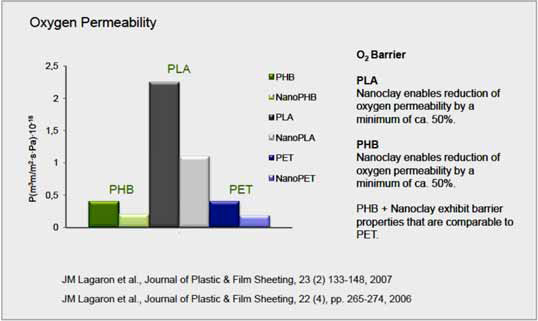 Oxygen Permeability
P(m³m/m²·s·Pa)·10⁻¹⁸
2,5
2
1,5
1
0,5
0
PHB
PLA
PET
PHB
NanoPHB
PLA
NanoPLA
PET
NanoPET
O₂ Barrier
PLA
Nanoclay enables reduction of
oxygen permeability by a
minimum of ca. 50%.
PHB
Nanoclay enables reduction of
oxygen permeability by a
minimum of ca. 50%.
PHB + Nanoclay exhibit barrier
properties that are comparable to
PET.
JM Lagaron et al., Journal of Plastic & Film Sheeting, 23 (2) 133-148, 2007
JM Lagaron et al., Journal of Plastic & Film Sheeting, 22 (4), pp. 265-274, 2006